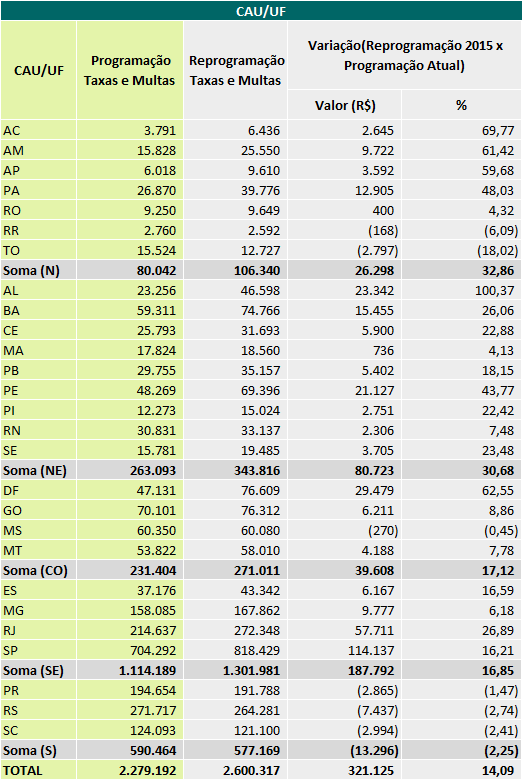 CAU/UF
CAU/UF Programação Taxas e Multas Reprogramação Taxas e Multas Variação(Reprogramação 2015 x Programação Atual)
Valor (R$) %
AC 3.791 6.436 2.645 69,77
AM 15.828 25.550 9.722 61,42
AP 6.018 9.610 3.592 59,68
PA 26.870 39.776 12.905 48,03
RO 9.250 9.649 400 4,32
RR 2.760 2.592 (168) (6,09)
TO 15.524 12.727 (2.797) (18,02)
Soma (N) 80.042 106.340 26.298 32,86
AL 23.256 46.598 23.342 100,37
BA 59.311 74.766 15.455 26,06
CE 25.793 31.693 5.900 22,88
MA 17.824 18.560 736 4,13
PB 29.755 35.157 5.402 18,15
PE 48.269 69.396 21.127 43,77
PI 12.273 15.024 2.751 22,42
RN 30.831 33.137 2.306 7,48
SE 15.781 19.485 3.705 23,48
Soma (NE) 263.093 343.816 80.723 30,68
DF 47.131 76.609 29.479 62,55
GO 70.101 76.312 6.211 8,86
MS 60.350 60.080 (270) (0,45)
MT 53.822 58.010 4.188 7,78
Soma (CO) 231.404 271.011 39.608 17,12
ES 37.176 43.342 6.167 16,59
MG 158.085 167.862 9.777 6,18
RJ 214.637 272.348 57.711 26,89
SP 704.292 818.429 114.137 16,21
Soma (SE) 1.114.189 1.301.981 187.792 16,85
PR 194.654 191.788 (2.865) (1,47)
RS 271.717 264.281 (7.437) (2,74)
SC 124.093 121.100 (2.994) (2,41)
Soma (S) 590.464 577.169 (13.296) (2,25)
TOTAL 2.279.192 2.600.317 321.125 14,09